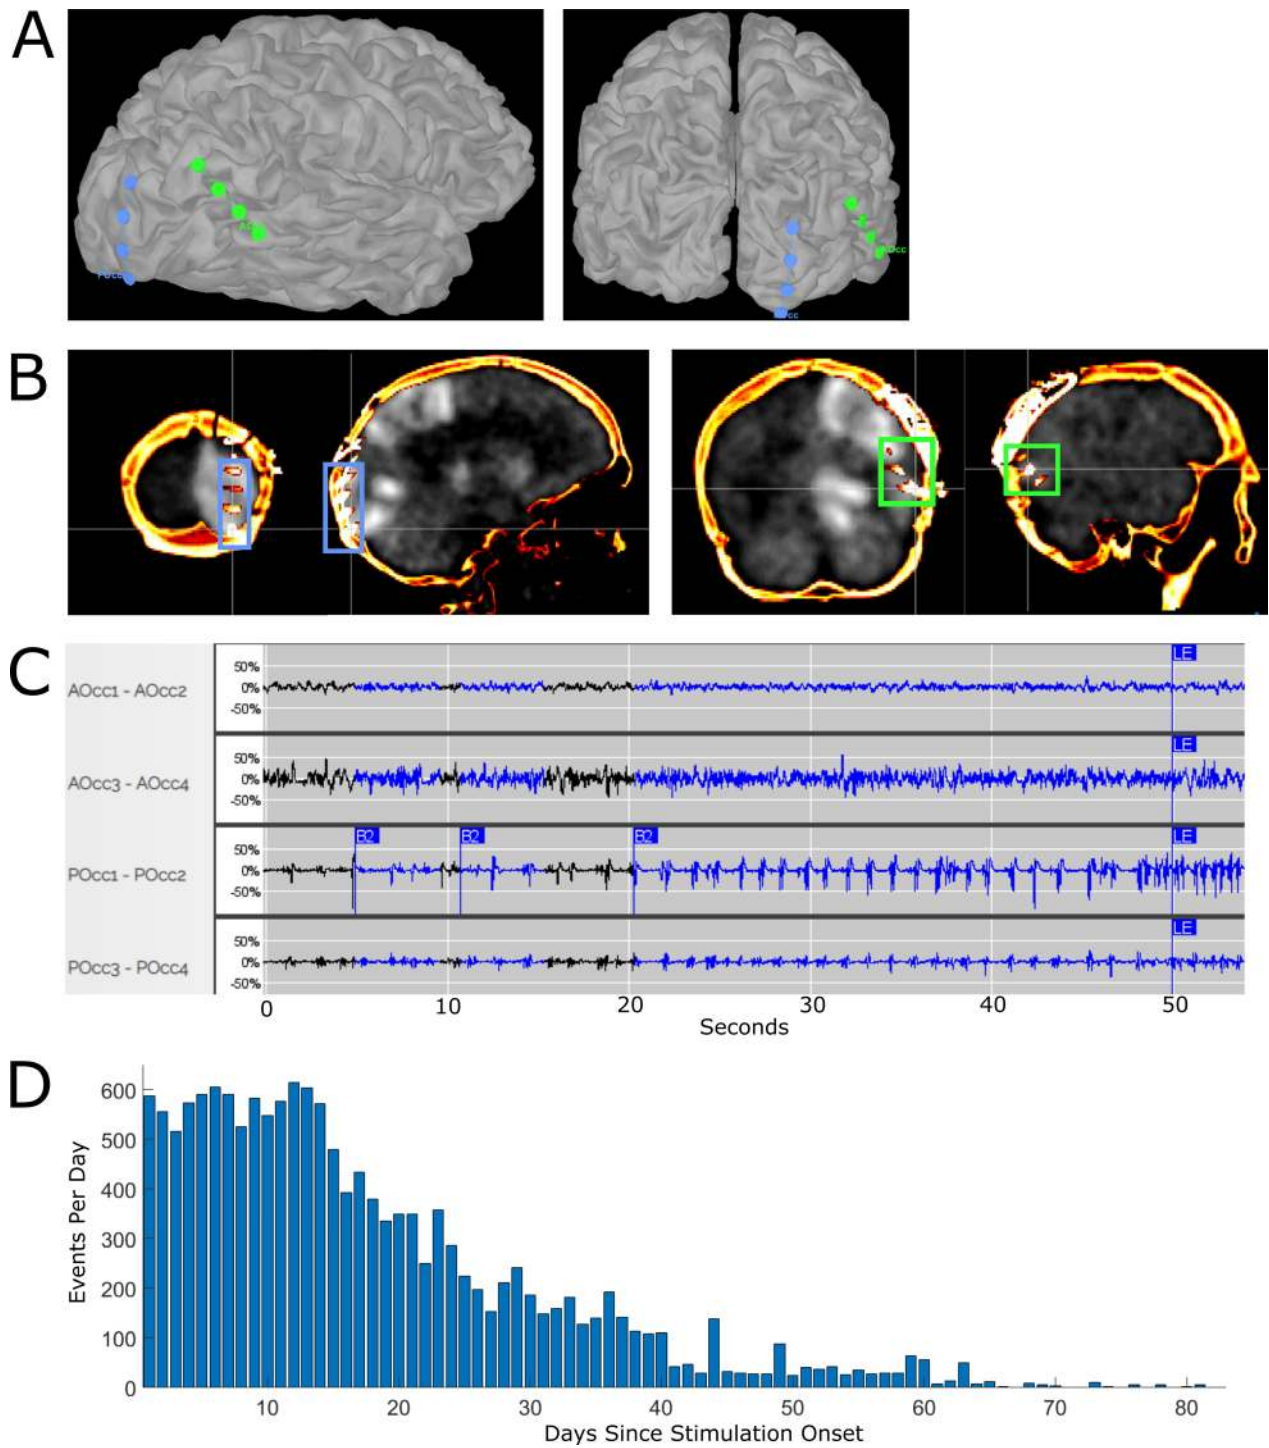 A
AOcc
Occ
B
C
AOcc1 - AOcc2
50%
0%
-50%
LE
AOcc3 - AOcc4
50%
0%
-50%
LE
POcc1 - POcc2
50%
0%
-50%
B2 B2 B2 LE
POcc3 - POcc4
50%
0%
-50%
LE
0 10 20 30 40 50
Seconds
D
Events Per Day
600
500
400
300
200
100
0
10 20 30 40 50 60 70 80
Days Since Stimulation Onset